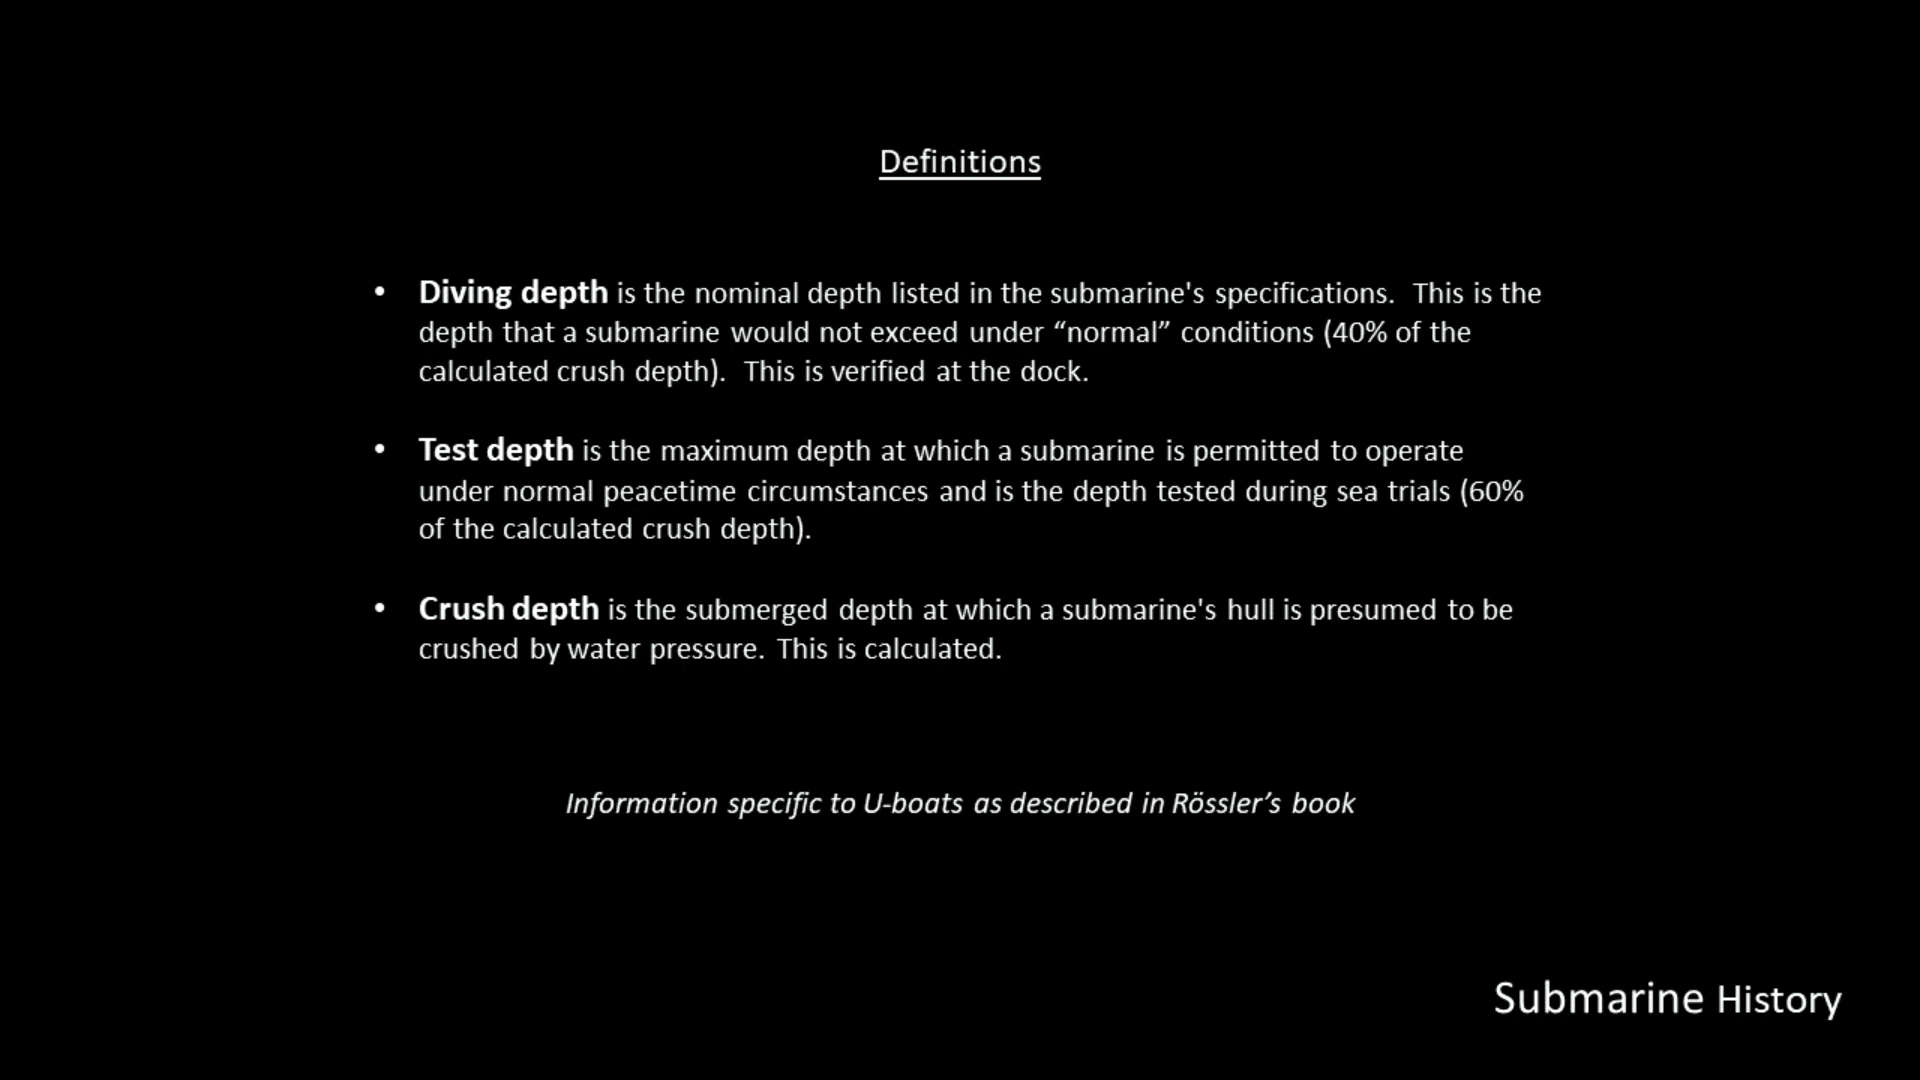 Definitions
• Diving depth is the nominal depth listed in the submarine's specifications.  This is the
depth that a submarine would not exceed under “normal” conditions (40% of the
calculated crush depth).  This is verified at the dock.
• Test depth is the maximum depth at which a submarine is permitted to operate
under normal peacetime circumstances and is the depth tested during sea trials (60%
of the calculated crush depth).
• Crush depth is the submerged depth at which a submarine's hull is presumed to be
crushed by water pressure.  This is calculated.
Information specific to U-boats as described in Rössler’s book
Submarine History